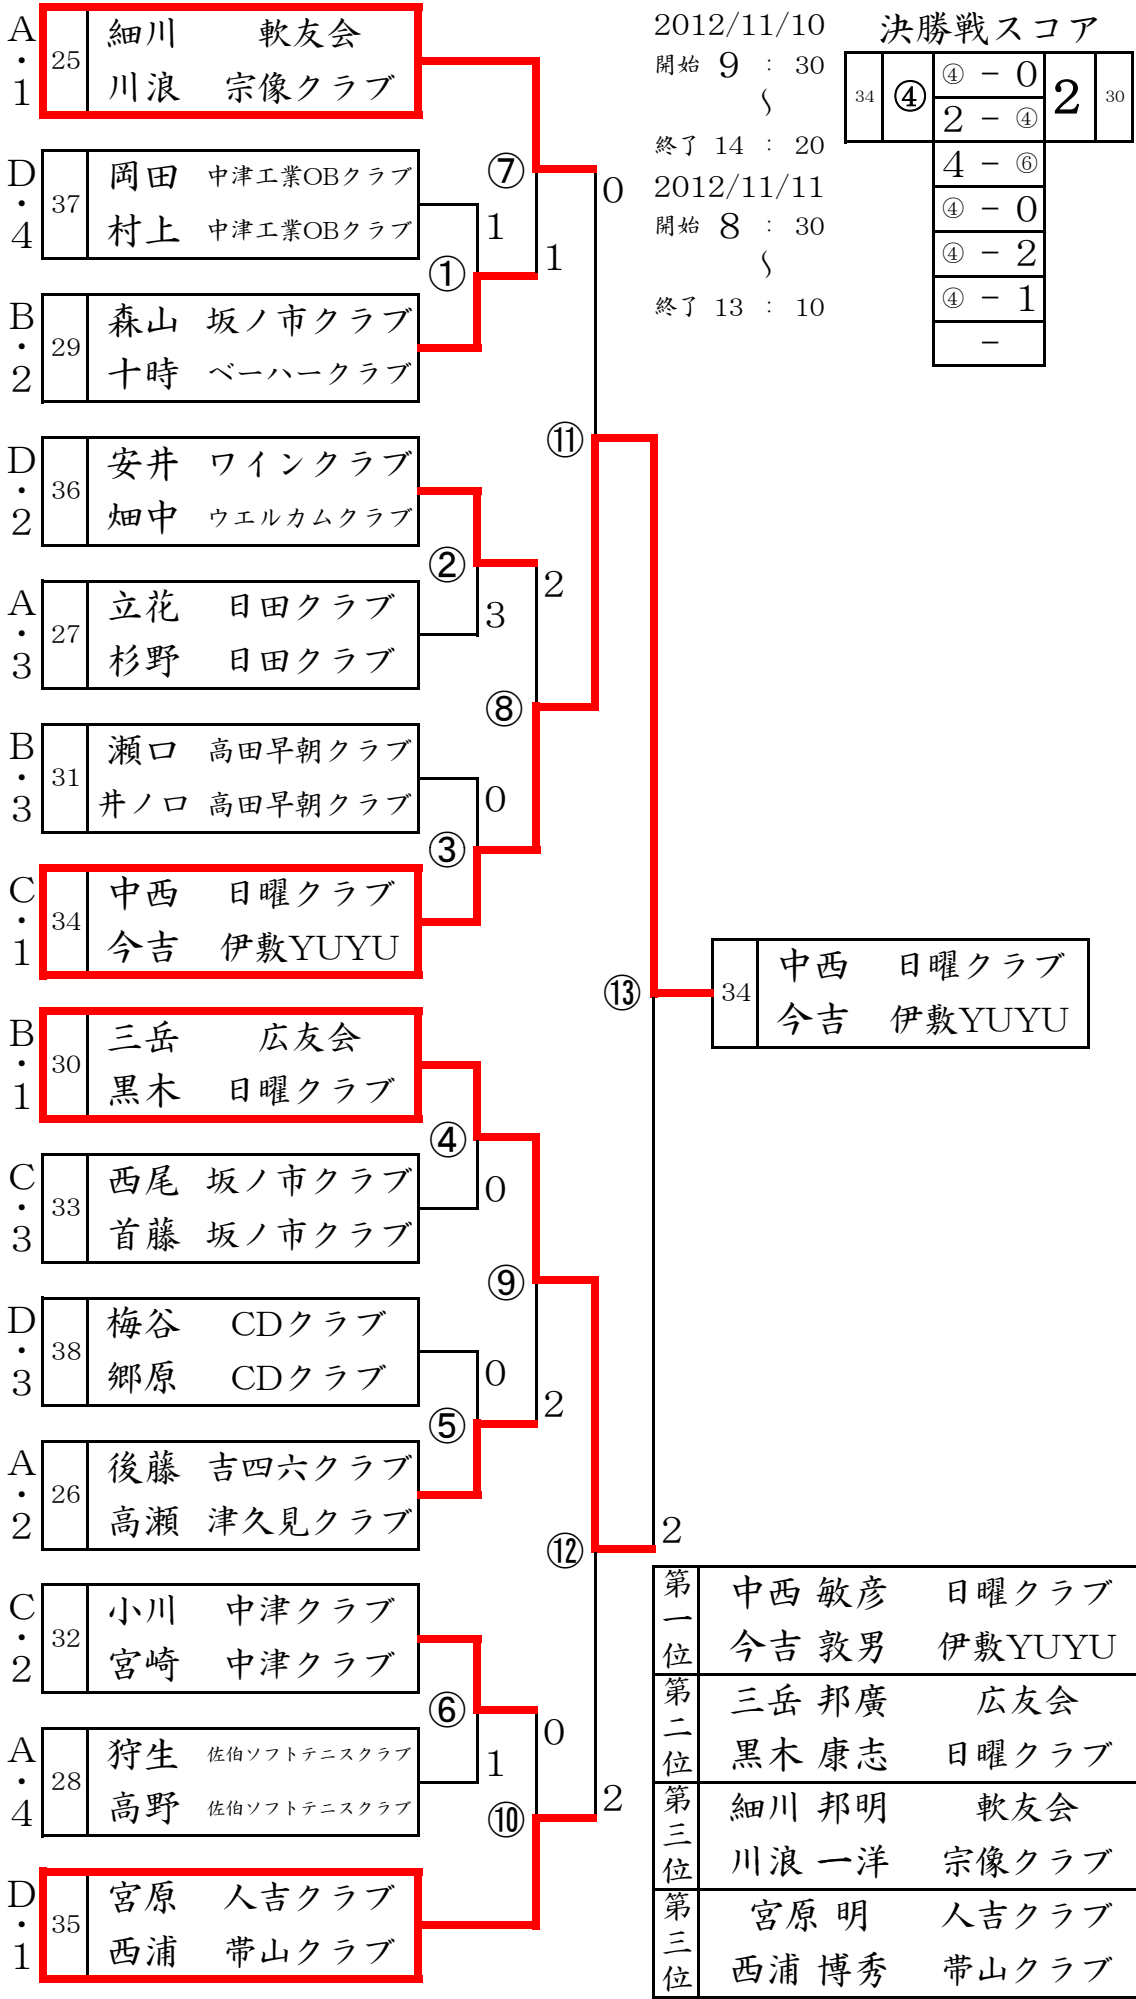 2012/11/10
開始 9 : 30
〜
終了 14 : 20
2012/11/11
開始 8 : 30
〜
終了 13 : 10
決勝戦スコア
34 ④ 2 30
④ - 0
2 - ④
4 - ⑥
④ - 0
④ - 2
④ - 1
-
A・1 25
細川 軟友会
川浪 宗像クラブ
D・4 37
岡田 中津工業OBクラブ
村上 中津工業OBクラブ
B・2 29
森山 坂ノ市クラブ
十時 ベーハークラブ
D・2 36
安井 ワインクラブ
畑中 ウエルカムクラブ
A・3 27
立花 日田クラブ
杉野 日田クラブ
B・3 31
瀬口 高田早朝クラブ
井ノ口 高田早朝クラブ
C・1 34
中西 日曜クラブ
今吉 伊敷YUYU
B・1 30
三岳 広友会
黒木 日曜クラブ
C・3 33
西尾 坂ノ市クラブ
首藤 坂ノ市クラブ
D・3 38
梅谷 CDクラブ
郷原 CDクラブ
A・2 26
後藤 吉四六クラブ
高瀬 津久見クラブ
C・2 32
小川 中津クラブ
宮崎 中津クラブ
A・4 28
狩生 佐伯ソフトテニスクラブ
高野 佐伯ソフトテニスクラブ
D・1 35
宮原 人吉クラブ
西浦 帯山クラブ
① 1
② 3
③ 0
④ 0
⑤ 0
⑥ 1
⑦ 1
⑧ 2
⑨ 2
⑩ 0
⑪ 0
⑫ 2
⑬ 2
34
中西 日曜クラブ
今吉 伊敷YUYU
第一位
中西 敏彦 日曜クラブ
今吉 敦男 伊敷YUYU
第二位
三岳 邦廣 広友会
黒木 康志 日曜クラブ
第三位
細川 邦明 軟友会
川浪 一洋 宗像クラブ
第三位
宮原 明 人吉クラブ
西浦 博秀 帯山クラブ